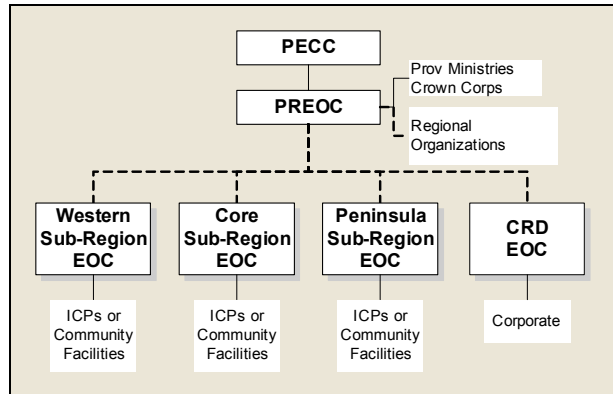 PECC
PREOC
Prov Ministries
Crown Corps
Regional
Organizations
Western
Sub-Region
EOC
Core
Sub-Region
EOC
Peninsula
Sub-Region
EOC
CRD
EOC
ICPs or
Community
Facilities
ICPs or
Community
Facilities
ICPs or
Community
Facilities
Corporate